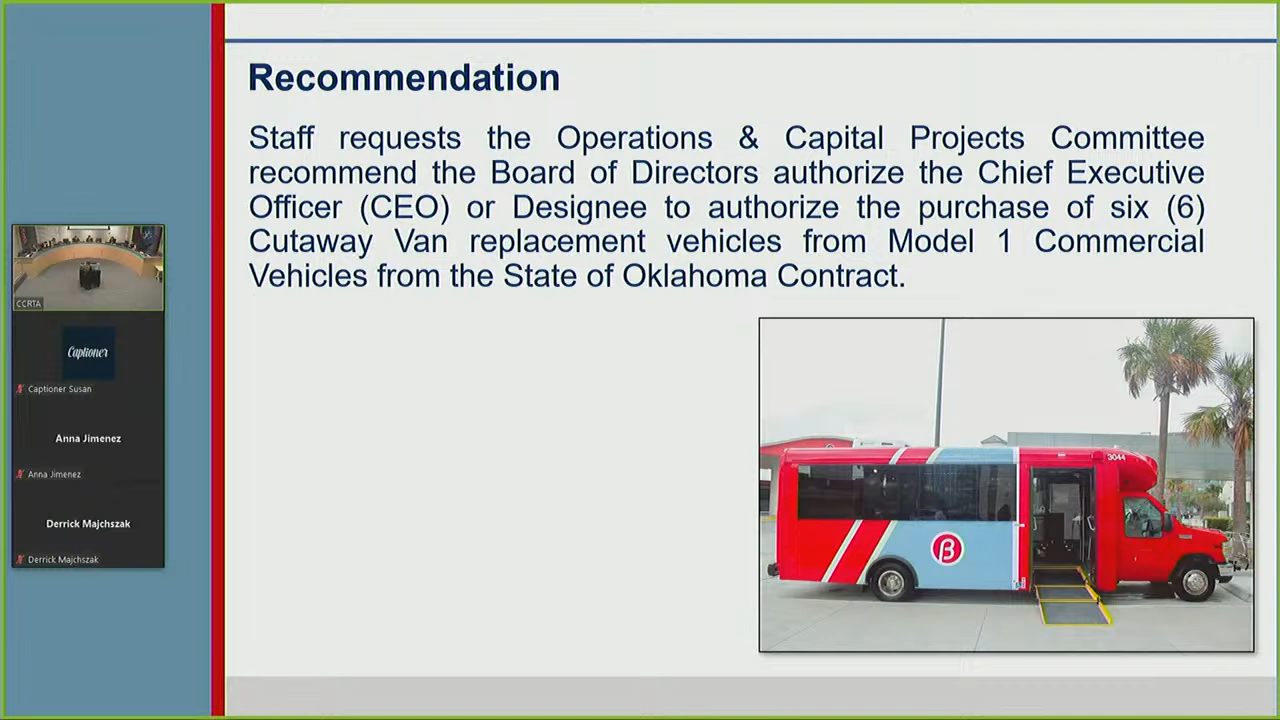 Recommendation
Staff requests the Operations & Capital Projects Committee
recommend the Board of Directors authorize the Chief Executive
Officer (CEO) or Designee to authorize the purchase of six (6)
Cutaway Van replacement vehicles from Model 1 Commercial
Vehicles from the State of Oklahoma Contract.
CCRTA
Captioner
Captioner Susan
Anna Jimenez
Anna Jimenez
Derrick Majchszak
Derrick Majchszak
3044
B